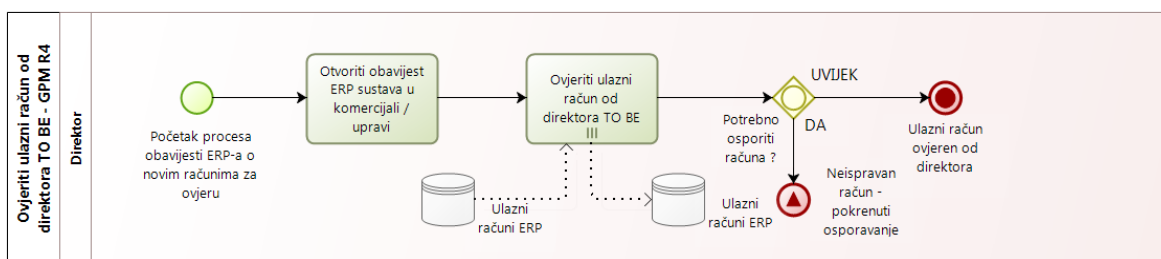 Ovjeriti ulazni račun od
direktora TO BE - GPM R4
Direktor
Početak procesa
obavijesti ERP-a o
novim računima za
ovjeru
Otvoriti obavijest
ERP sustava u
komercijali /
upravi
Ovjeriti ulazni
račun od
direktora TO BE
Ulazni
računi ERP
Ulazni
računi ERP
Potrebno
osporiti
računa ?
UVIJEK
DA
Neispravan
račun -
pokrenuti
osporavanje
Ulazni račun
ovjeren od
direktora